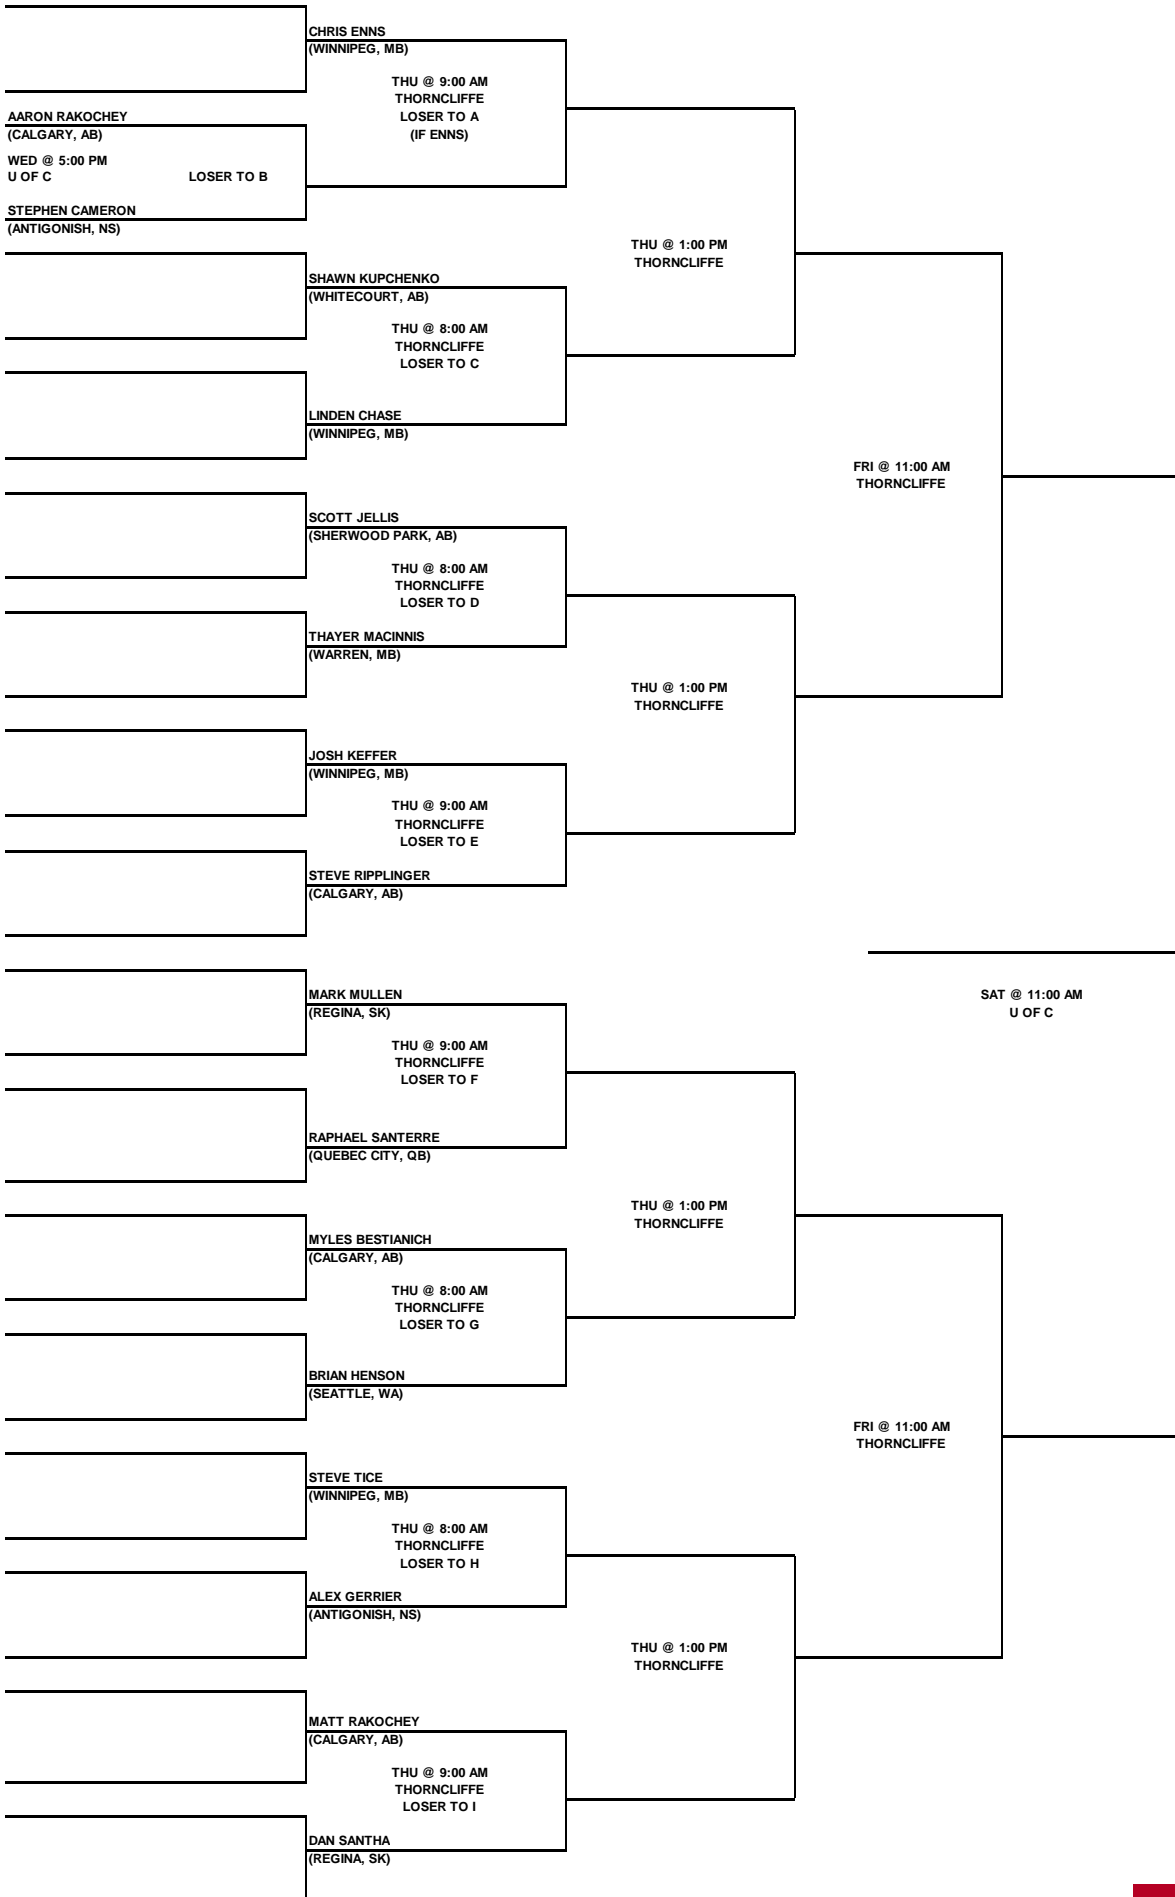 CHRIS ENNS
(WINNIPEG, MB)
THU @ 9:00 AM
THORNCLIFFE
LOSER TO A
(IF ENNS)
AARON RAKOCHEY
(CALGARY, AB)
WED @ 5:00 PM
U OF C LOSER TO B
STEPHEN CAMERON
(ANTIGONISH, NS)
THU @ 1:00 PM
THORNCLIFFE
SHAWN KUPCHENKO
(WHITECOURT, AB)
THU @ 8:00 AM
THORNCLIFFE
LOSER TO C
LINDEN CHASE
(WINNIPEG, MB)
FRI @ 11:00 AM
THORNCLIFFE
SCOTT JELLIS
(SHERWOOD PARK, AB)
THU @ 8:00 AM
THORNCLIFFE
LOSER TO D
THAYER MACINNIS
(WARREN, MB)
THU @ 1:00 PM
THORNCLIFFE
JOSH KEFFER
(WINNIPEG, MB)
THU @ 9:00 AM
THORNCLIFFE
LOSER TO E
STEVE RIPPLINGER
(CALGARY, AB)
MARK MULLEN
(REGINA, SK)
SAT @ 11:00 AM
U OF C
THU @ 9:00 AM
THORNCLIFFE
LOSER TO F
RAPHAEL SANTERRE
(QUEBEC CITY, QB)
THU @ 1:00 PM
THORNCLIFFE
MYLES BESTIANICH
(CALGARY, AB)
THU @ 8:00 AM
THORNCLIFFE
LOSER TO G
BRIAN HENSON
(SEATTLE, WA)
FRI @ 11:00 AM
THORNCLIFFE
STEVE TICE
(WINNIPEG, MB)
THU @ 8:00 AM
THORNCLIFFE
LOSER TO H
ALEX GERRIER
(ANTIGONISH, NS)
THU @ 1:00 PM
THORNCLIFFE
MATT RAKOCHEY
(CALGARY, AB)
THU @ 9:00 AM
THORNCLIFFE
LOSER TO I
DAN SANTHA
(REGINA, SK)